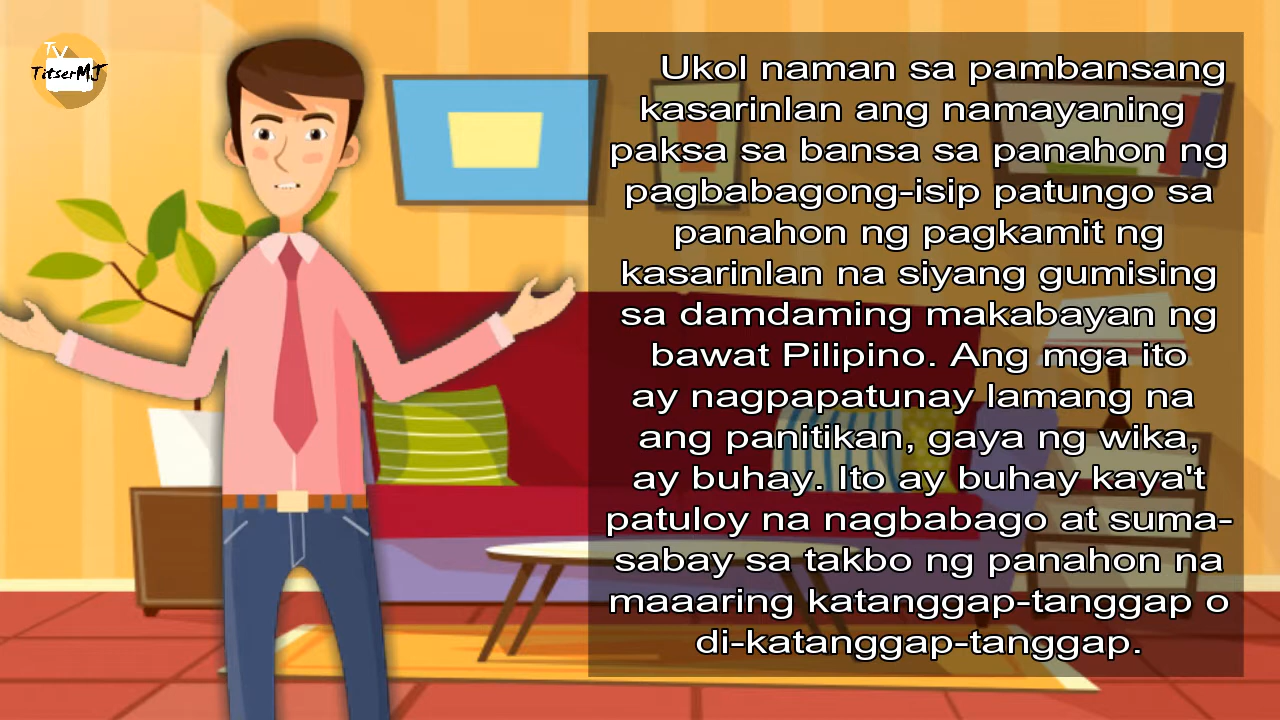 TV
TitserMJ
Ukol naman sa pambansang
kasarinlan ang namayaning
paksa sa bansa sa panahon ng
pagbabagong-isip patungo sa
panahon ng pagkamit ng
kasarinlan na siyang gumising
sa damdaming makabayan ng
bawat Pilipino. Ang mga ito
ay nagpapatunay lamang na
ang panitikan, gaya ng wika,
ay buhay. Ito ay buhay kaya't
patuloy na nagbabago at suma-
sabay sa takbo ng panahon na
maaaring katanggap-tanggap o
di-katanggap-tanggap.